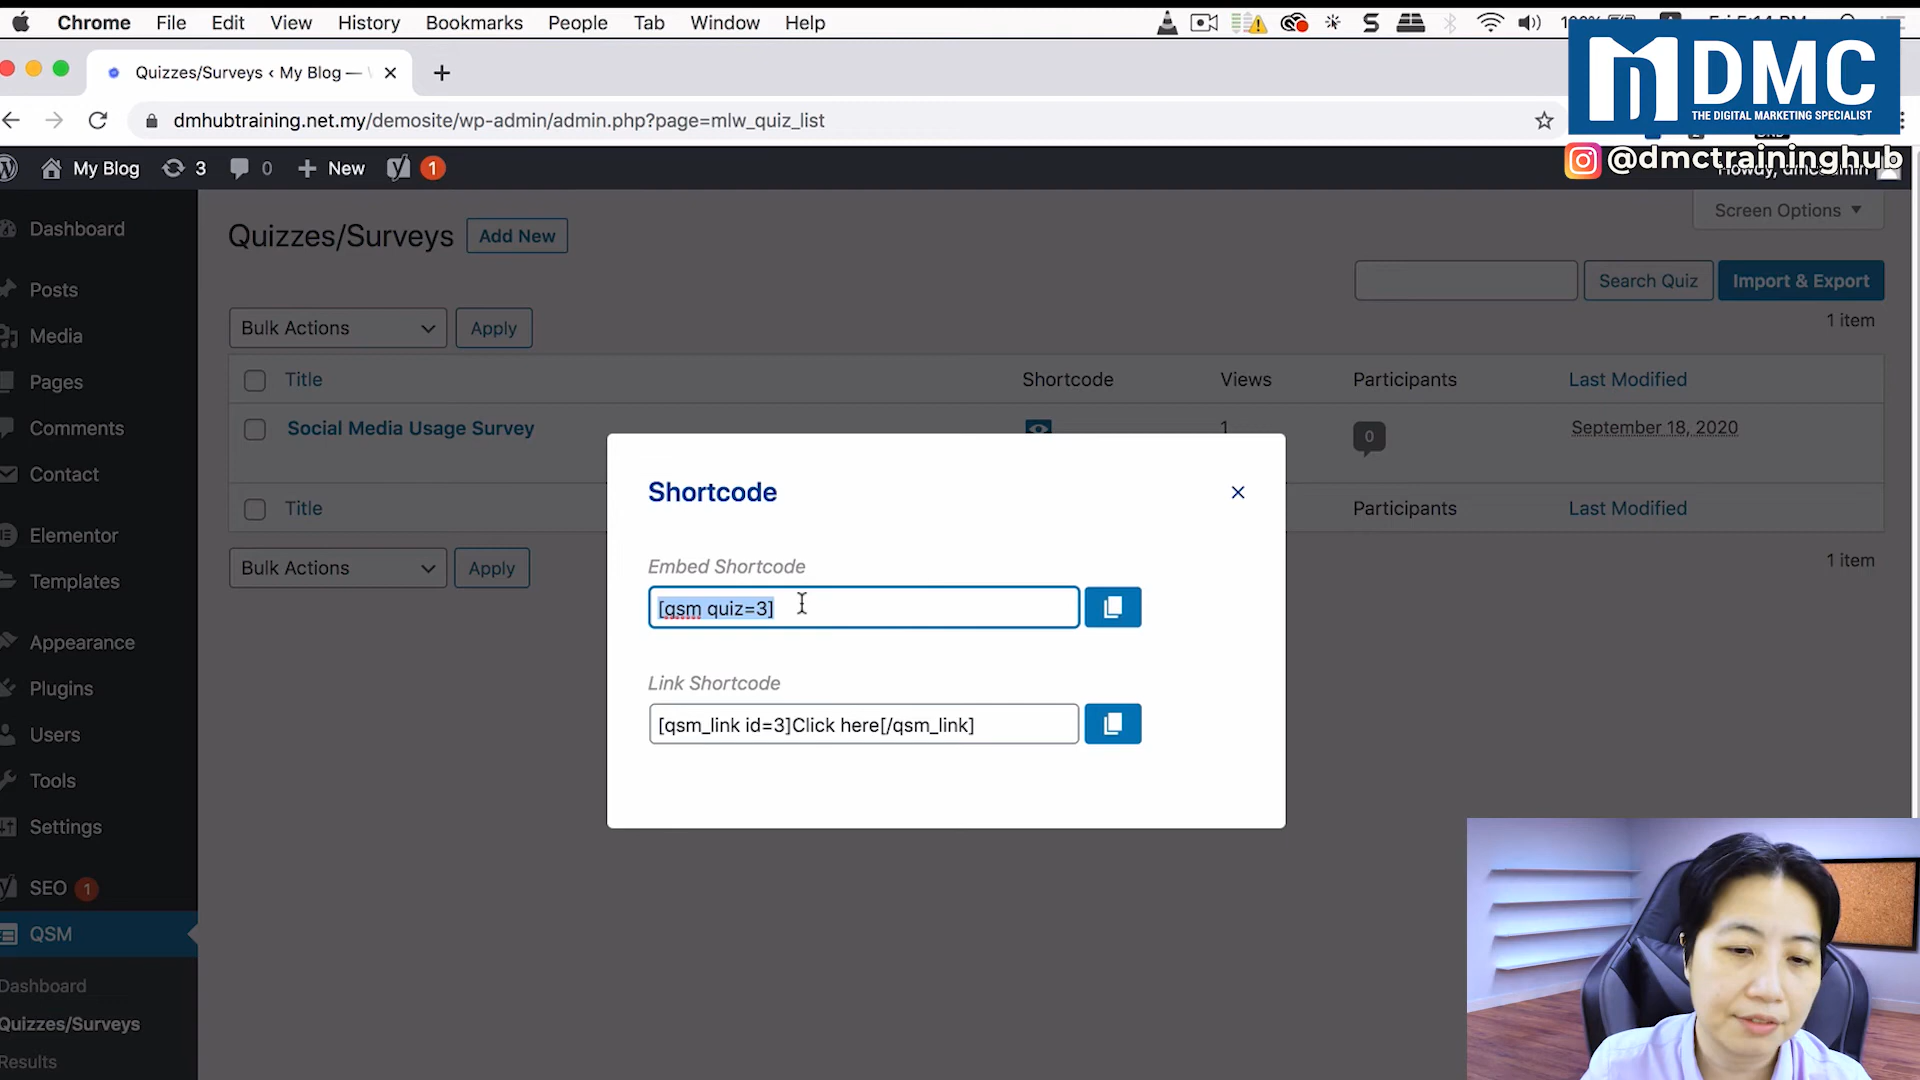 Chrome File Edit View History Bookmarks People Tab Window Help
Quizzes/Surveys ‹ My Blog —
dmhubtraining.net.my/demosite/wp-admin/admin.php?page=mlw_quiz_list
DMC
THE DIGITAL MARKETING SPECIALIST
@dmctraininghub
My Blog 3 0 + New 1
Screen Options
Dashboard
Posts
Media
Pages
Comments
Contact
Elementor
Templates
Appearance
Plugins
Users
Tools
Settings
SEO 1
QSM
Dashboard
Quizzes/Surveys
Results
Quizzes/Surveys Add New
Search Quiz Import & Export
Bulk Actions Apply 1 item
Title Shortcode Views Participants Last Modified
Social Media Usage Survey 1 0 September 18, 2020
Title Participants Last Modified
Bulk Actions Apply 1 item
Shortcode
Embed Shortcode
[qsm quiz=3]
Link Shortcode
[qsm_link id=3]Click here[/qsm_link]